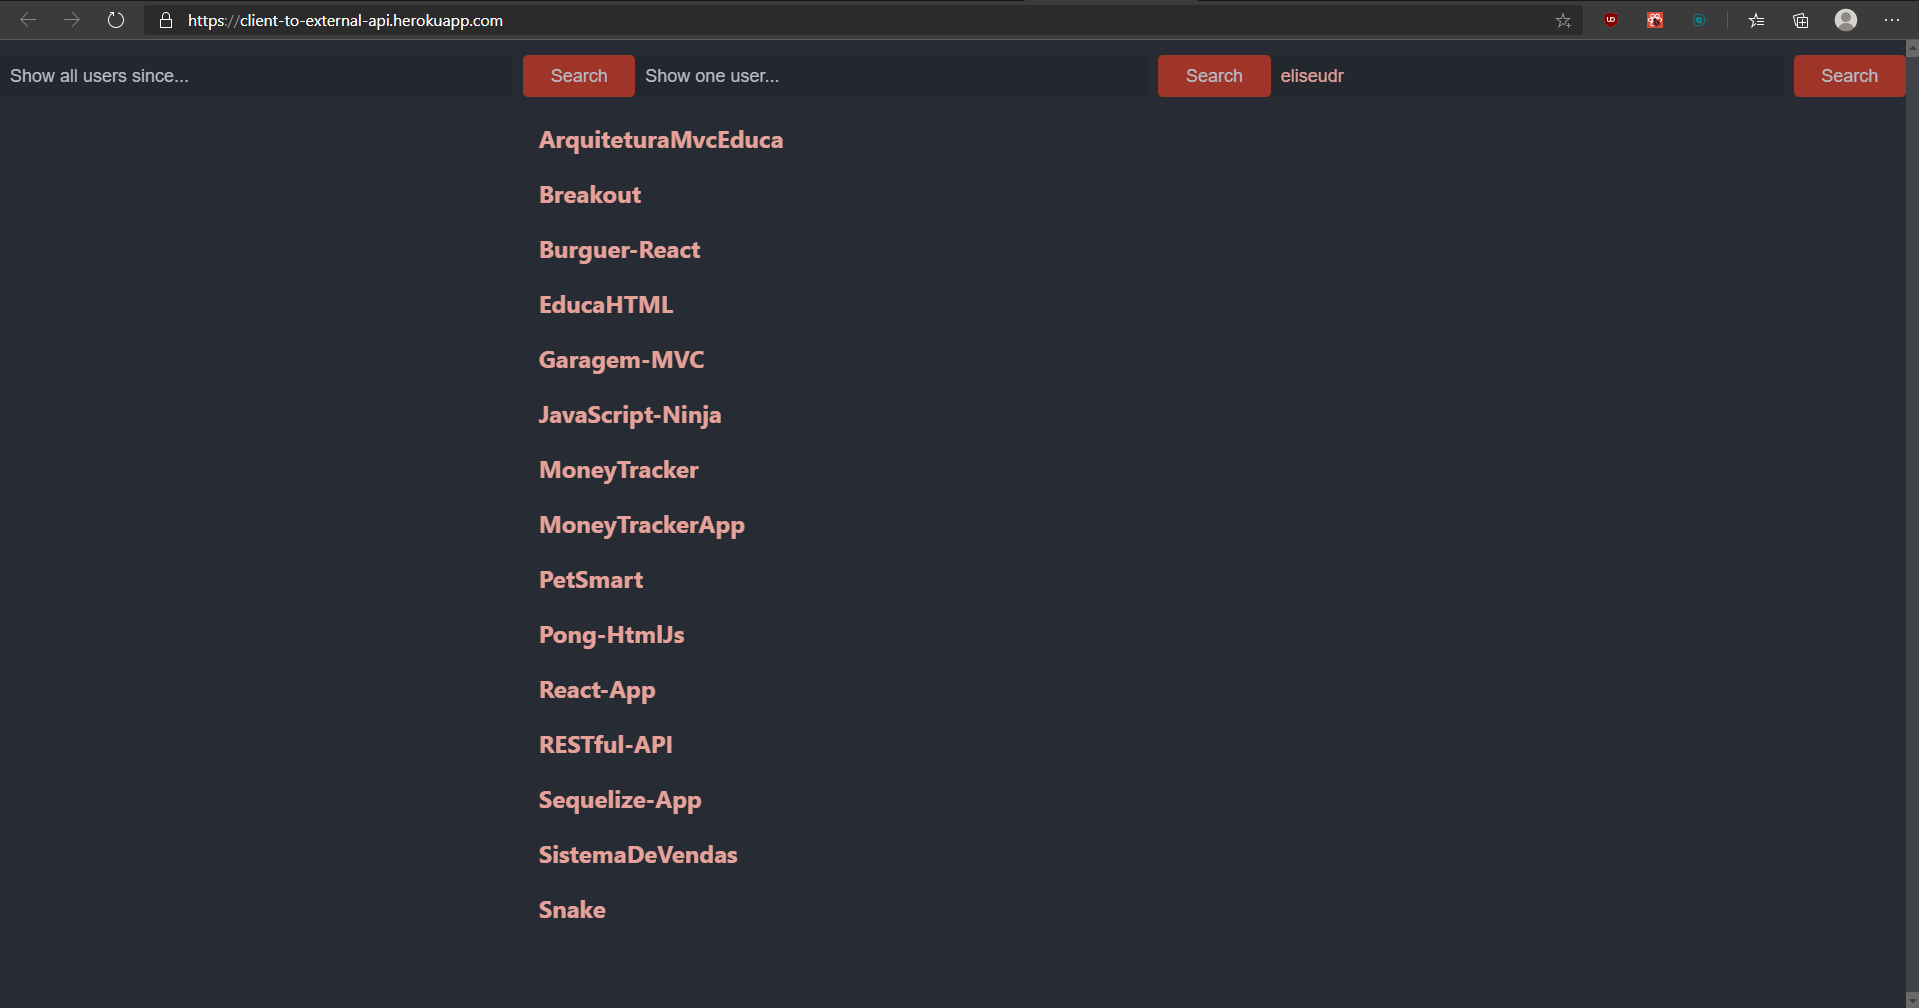 https://client-to-external-api.herokuapp.com
Show all users since... Search Show one user... Search eliseudr Search
ArquiteturaMvcEduca
Breakout
Burguer-React
EducaHTML
Garagem-MVC
JavaScript-Ninja
MoneyTracker
MoneyTrackerApp
PetSmart
Pong-HtmlJs
React-App
RESTful-API
Sequelize-App
SistemaDeVendas
Snake